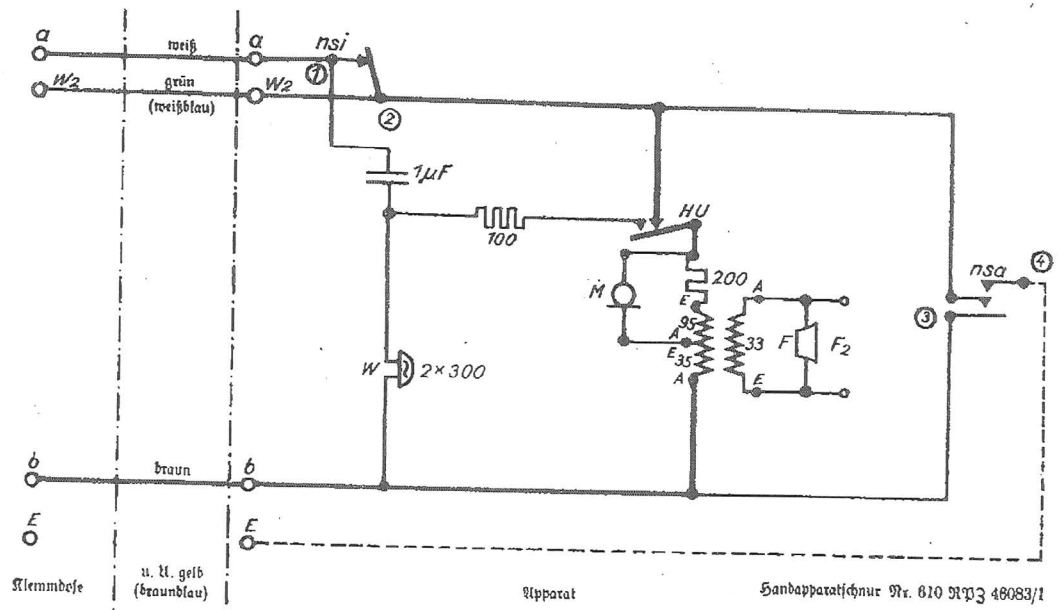 a
weiß
a
nsi
1
W2
grün
(weißblau)
W2
2
1µF
100
HU
M
200
E
A
95
A
E
35
A
33
F
F2
E
nsa
4
3
W
2×300
b
braun
b
E
E
Klemmdose
u. U. gelb
(braunblau)
Apparat
Handapparatschnur Nr. 610 RPZ 46083/1